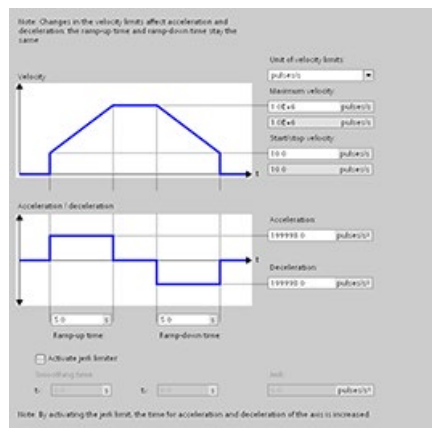 Note: Changes in the velocity limits affect acceleration and
deceleration: the ramp-up time and ramp-down time stay the
same
Unit of velocity limits:
pulses/s
Velocity
Maximum velocity:
1.0E+6 pulses/s
1.0E+6 pulses/s
Start/stop velocity:
10.0 pulses/s
10.0 pulses/s
t
Acceleration / deceleration
Acceleration:
199998.0 pulses/s²
t
Deceleration:
199998.0 pulses/s²
5.0 s 5.0 s
Ramp-up time: Ramp-down time:
Activate jerk limiter
Smoothing time: Jerk:
s s pulses/s³
Note: By activating the jerk limit, the time for acceleration and deceleration of the axis is increased.